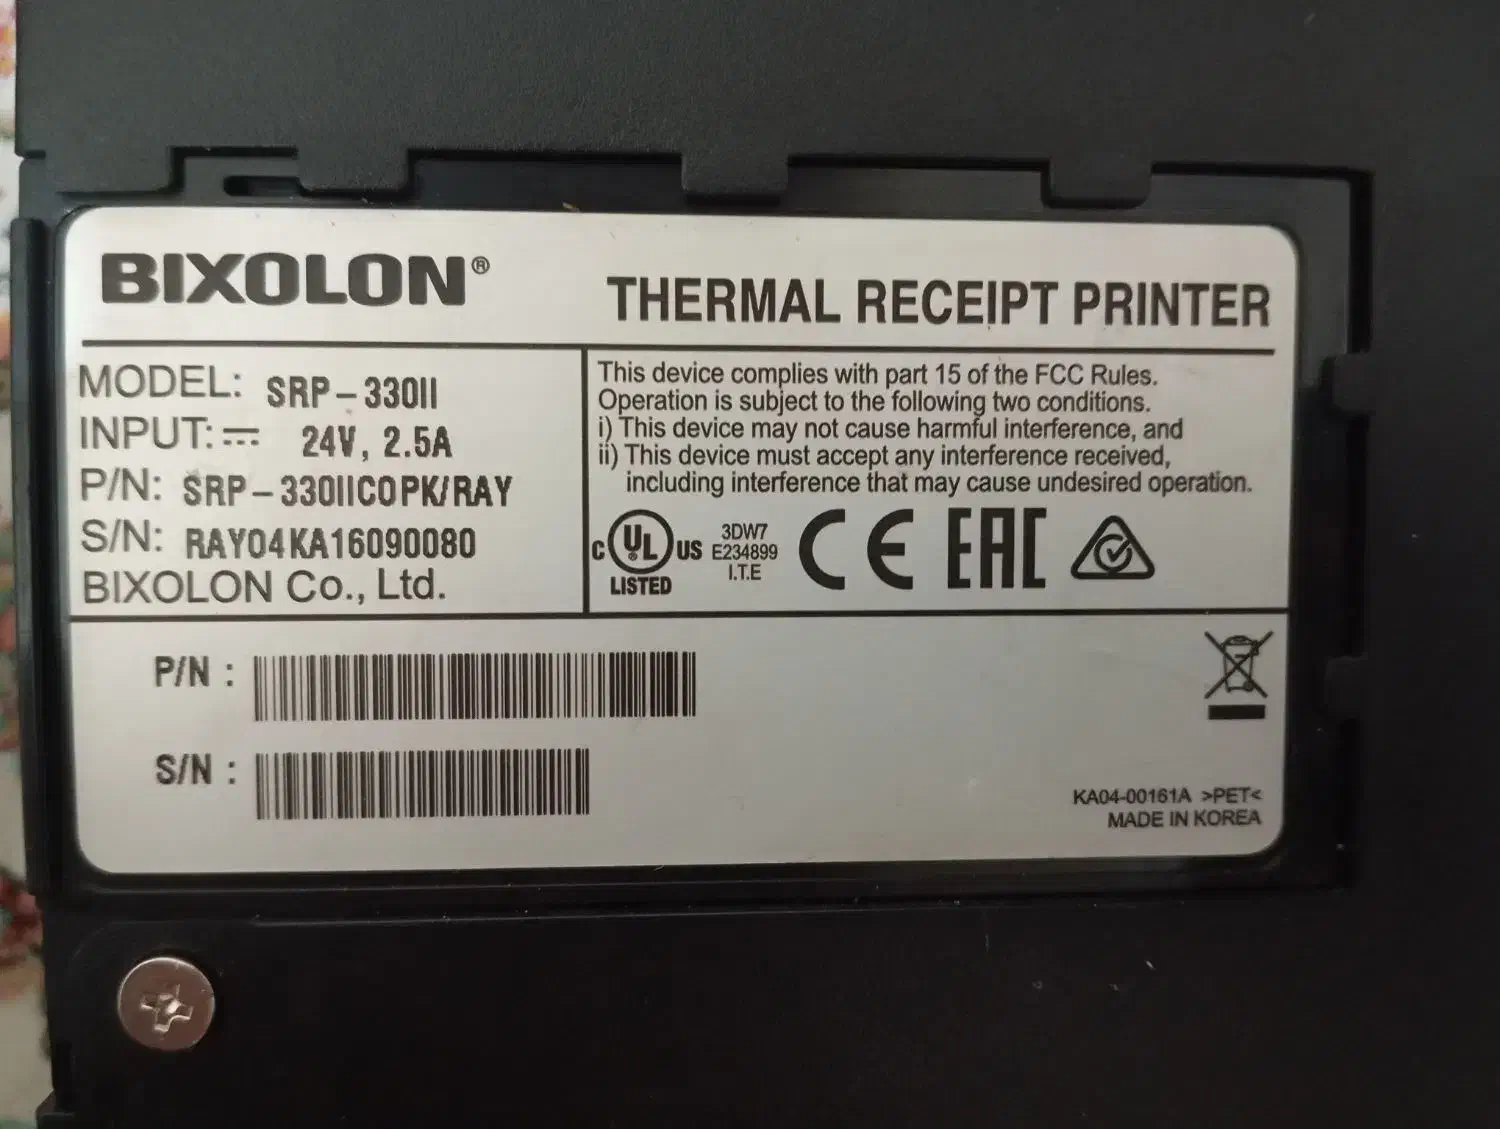 BIXOLON®
THERMAL RECEIPT PRINTER
MODEL: SRP-330II
INPUT: 24V, 2.5A
P/N: SRP-330IICOPK/RAY
S/N: RAY04KA16090080
BIXOLON Co., Ltd.
This device complies with part 15 of the FCC Rules.
Operation is subject to the following two conditions.
i) This device may not cause harmful interference, and
ii) This device must accept any interference received,
including interference that may cause undesired operation.
C UL® US
LISTED
3DW7
E234899
I.T.E
CE
EAC
P/N :
S/N :
KA04-00161A >PET<
MADE IN KOREA